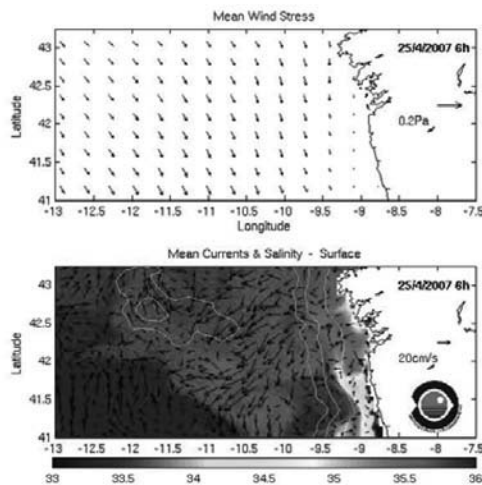 Mean Wind Stress
25/4/2007 6h
43
42.5
42
41.5
41
Latitude
0.2Pa
-13 -12.5 -12 -11.5 -11 -10.5 -10 -9.5 -9 -8.5 -8 -7.5
Longitude
Mean Currents & Salinity - Surface
25/4/2007 6h
43
42.5
42
41.5
41
Latitude
20cm/s
-13 -12.5 -12 -11.5 -11 -10.5 -10 -9.5 -9 -8.5 -8 -7.5
33 33.5 34 34.5 35 35.5 36